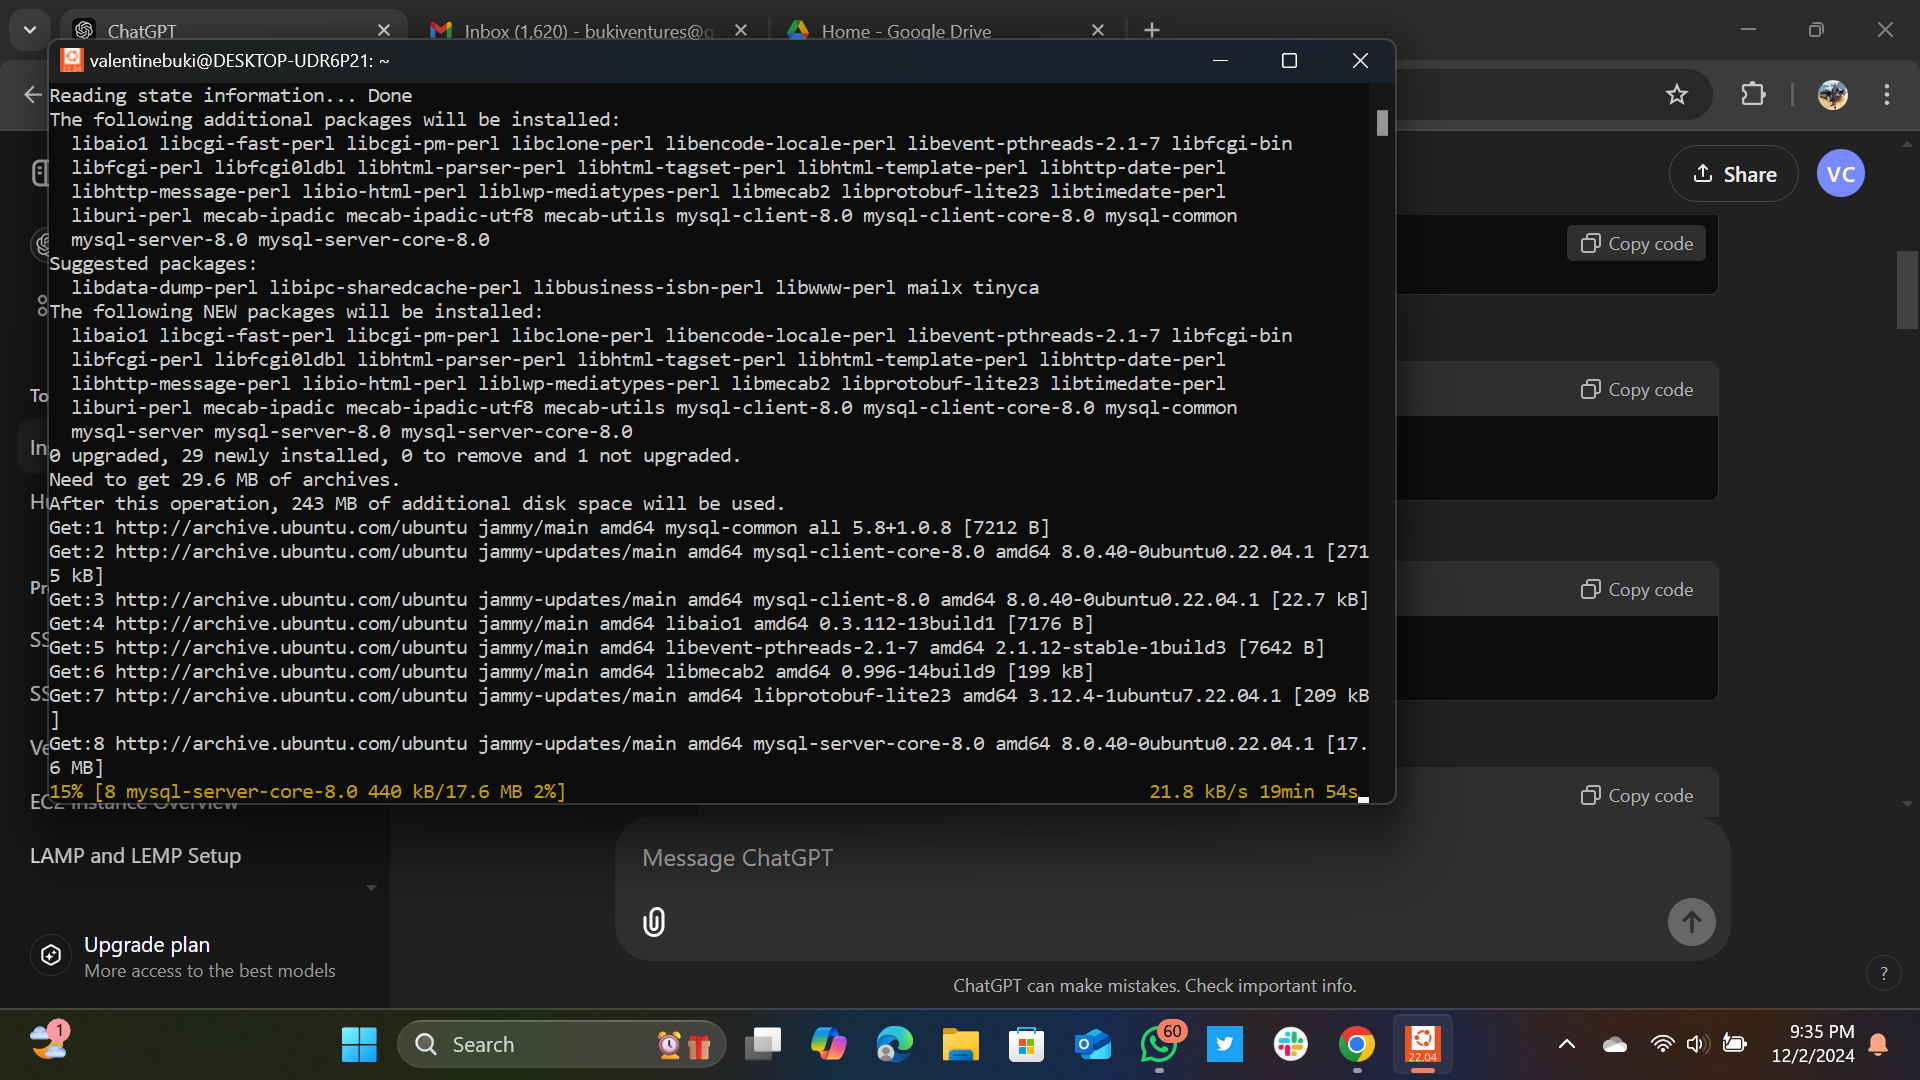 ChatGPT
Inbox (1,620) - bukiventures@g
Home - Google Drive
valentinebuki@DESKTOP-UDR6P21: ~
Reading state information... Done
The following additional packages will be installed:
libaio1 libcgi-fast-perl libcgi-pm-perl libclone-perl libencode-locale-perl libevent-pthreads-2.1-7 libfcgi-bin
libfcgi-perl libfcgi0ldbl libhtml-parser-perl libhtml-tagset-perl libhtml-template-perl libhttp-date-perl
libhttp-message-perl libio-html-perl liblwp-mediatypes-perl libmecab2 libprotobuf-lite23 libtimedate-perl
liburi-perl mecab-ipadic mecab-ipadic-utf8 mecab-utils mysql-client-8.0 mysql-client-core-8.0 mysql-common
mysql-server-8.0 mysql-server-core-8.0
Suggested packages:
libdata-dump-perl libipc-sharedcache-perl libbusiness-isbn-perl libwww-perl mailx tinyca
The following NEW packages will be installed:
libaio1 libcgi-fast-perl libcgi-pm-perl libclone-perl libencode-locale-perl libevent-pthreads-2.1-7 libfcgi-bin
libfcgi-perl libfcgi0ldbl libhtml-parser-perl libhtml-tagset-perl libhtml-template-perl libhttp-date-perl
libhttp-message-perl libio-html-perl liblwp-mediatypes-perl libmecab2 libprotobuf-lite23 libtimedate-perl
liburi-perl mecab-ipadic mecab-ipadic-utf8 mecab-utils mysql-client-8.0 mysql-client-core-8.0 mysql-common
mysql-server mysql-server-8.0 mysql-server-core-8.0
0 upgraded, 29 newly installed, 0 to remove and 1 not upgraded.
Need to get 29.6 MB of archives.
After this operation, 243 MB of additional disk space will be used.
Get:1 http://archive.ubuntu.com/ubuntu jammy/main amd64 mysql-common all 5.8+1.0.8 [7212 B]
Get:2 http://archive.ubuntu.com/ubuntu jammy-updates/main amd64 mysql-client-core-8.0 amd64 8.0.40-0ubuntu0.22.04.1 [271
5 kB]
Get:3 http://archive.ubuntu.com/ubuntu jammy-updates/main amd64 mysql-client-8.0 amd64 8.0.40-0ubuntu0.22.04.1 [22.7 kB]
Get:4 http://archive.ubuntu.com/ubuntu jammy/main amd64 libaio1 amd64 0.3.112-13build1 [7176 B]
Get:5 http://archive.ubuntu.com/ubuntu jammy/main amd64 libevent-pthreads-2.1-7 amd64 2.1.12-stable-1build3 [7642 B]
Get:6 http://archive.ubuntu.com/ubuntu jammy/main amd64 libmecab2 amd64 0.996-14build9 [199 kB]
Get:7 http://archive.ubuntu.com/ubuntu jammy-updates/main amd64 libprotobuf-lite23 amd64 3.12.4-1ubuntu7.22.04.1 [209 kB
]
Get:8 http://archive.ubuntu.com/ubuntu jammy-updates/main amd64 mysql-server-core-8.0 amd64 8.0.40-0ubuntu0.22.04.1 [17.
6 MB]
15% [8 mysql-server-core-8.0 440 kB/17.6 MB 2%] 21.8 kB/s 19min 54s
Share
VC
Copy code
Copy code
Copy code
Copy code
To
In
Pr
EC2 Instance Overview
LAMP and LEMP Setup
Upgrade plan
More access to the best models
Message ChatGPT
ChatGPT can make mistakes. Check important info.
?
1
Search
60
22.04
9:35 PM
12/2/2024